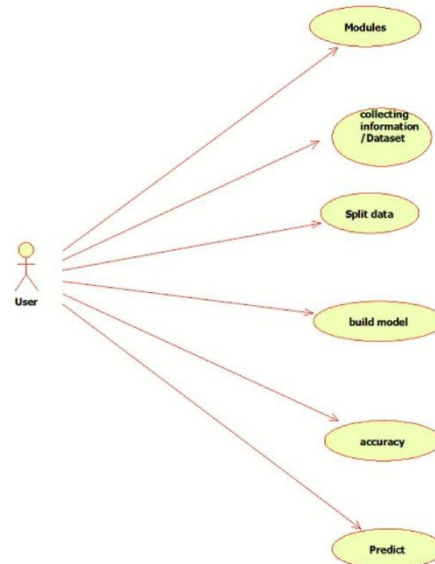 Modules
collecting
information
/Dataset
Split data
User
build model
accuracy
Predict